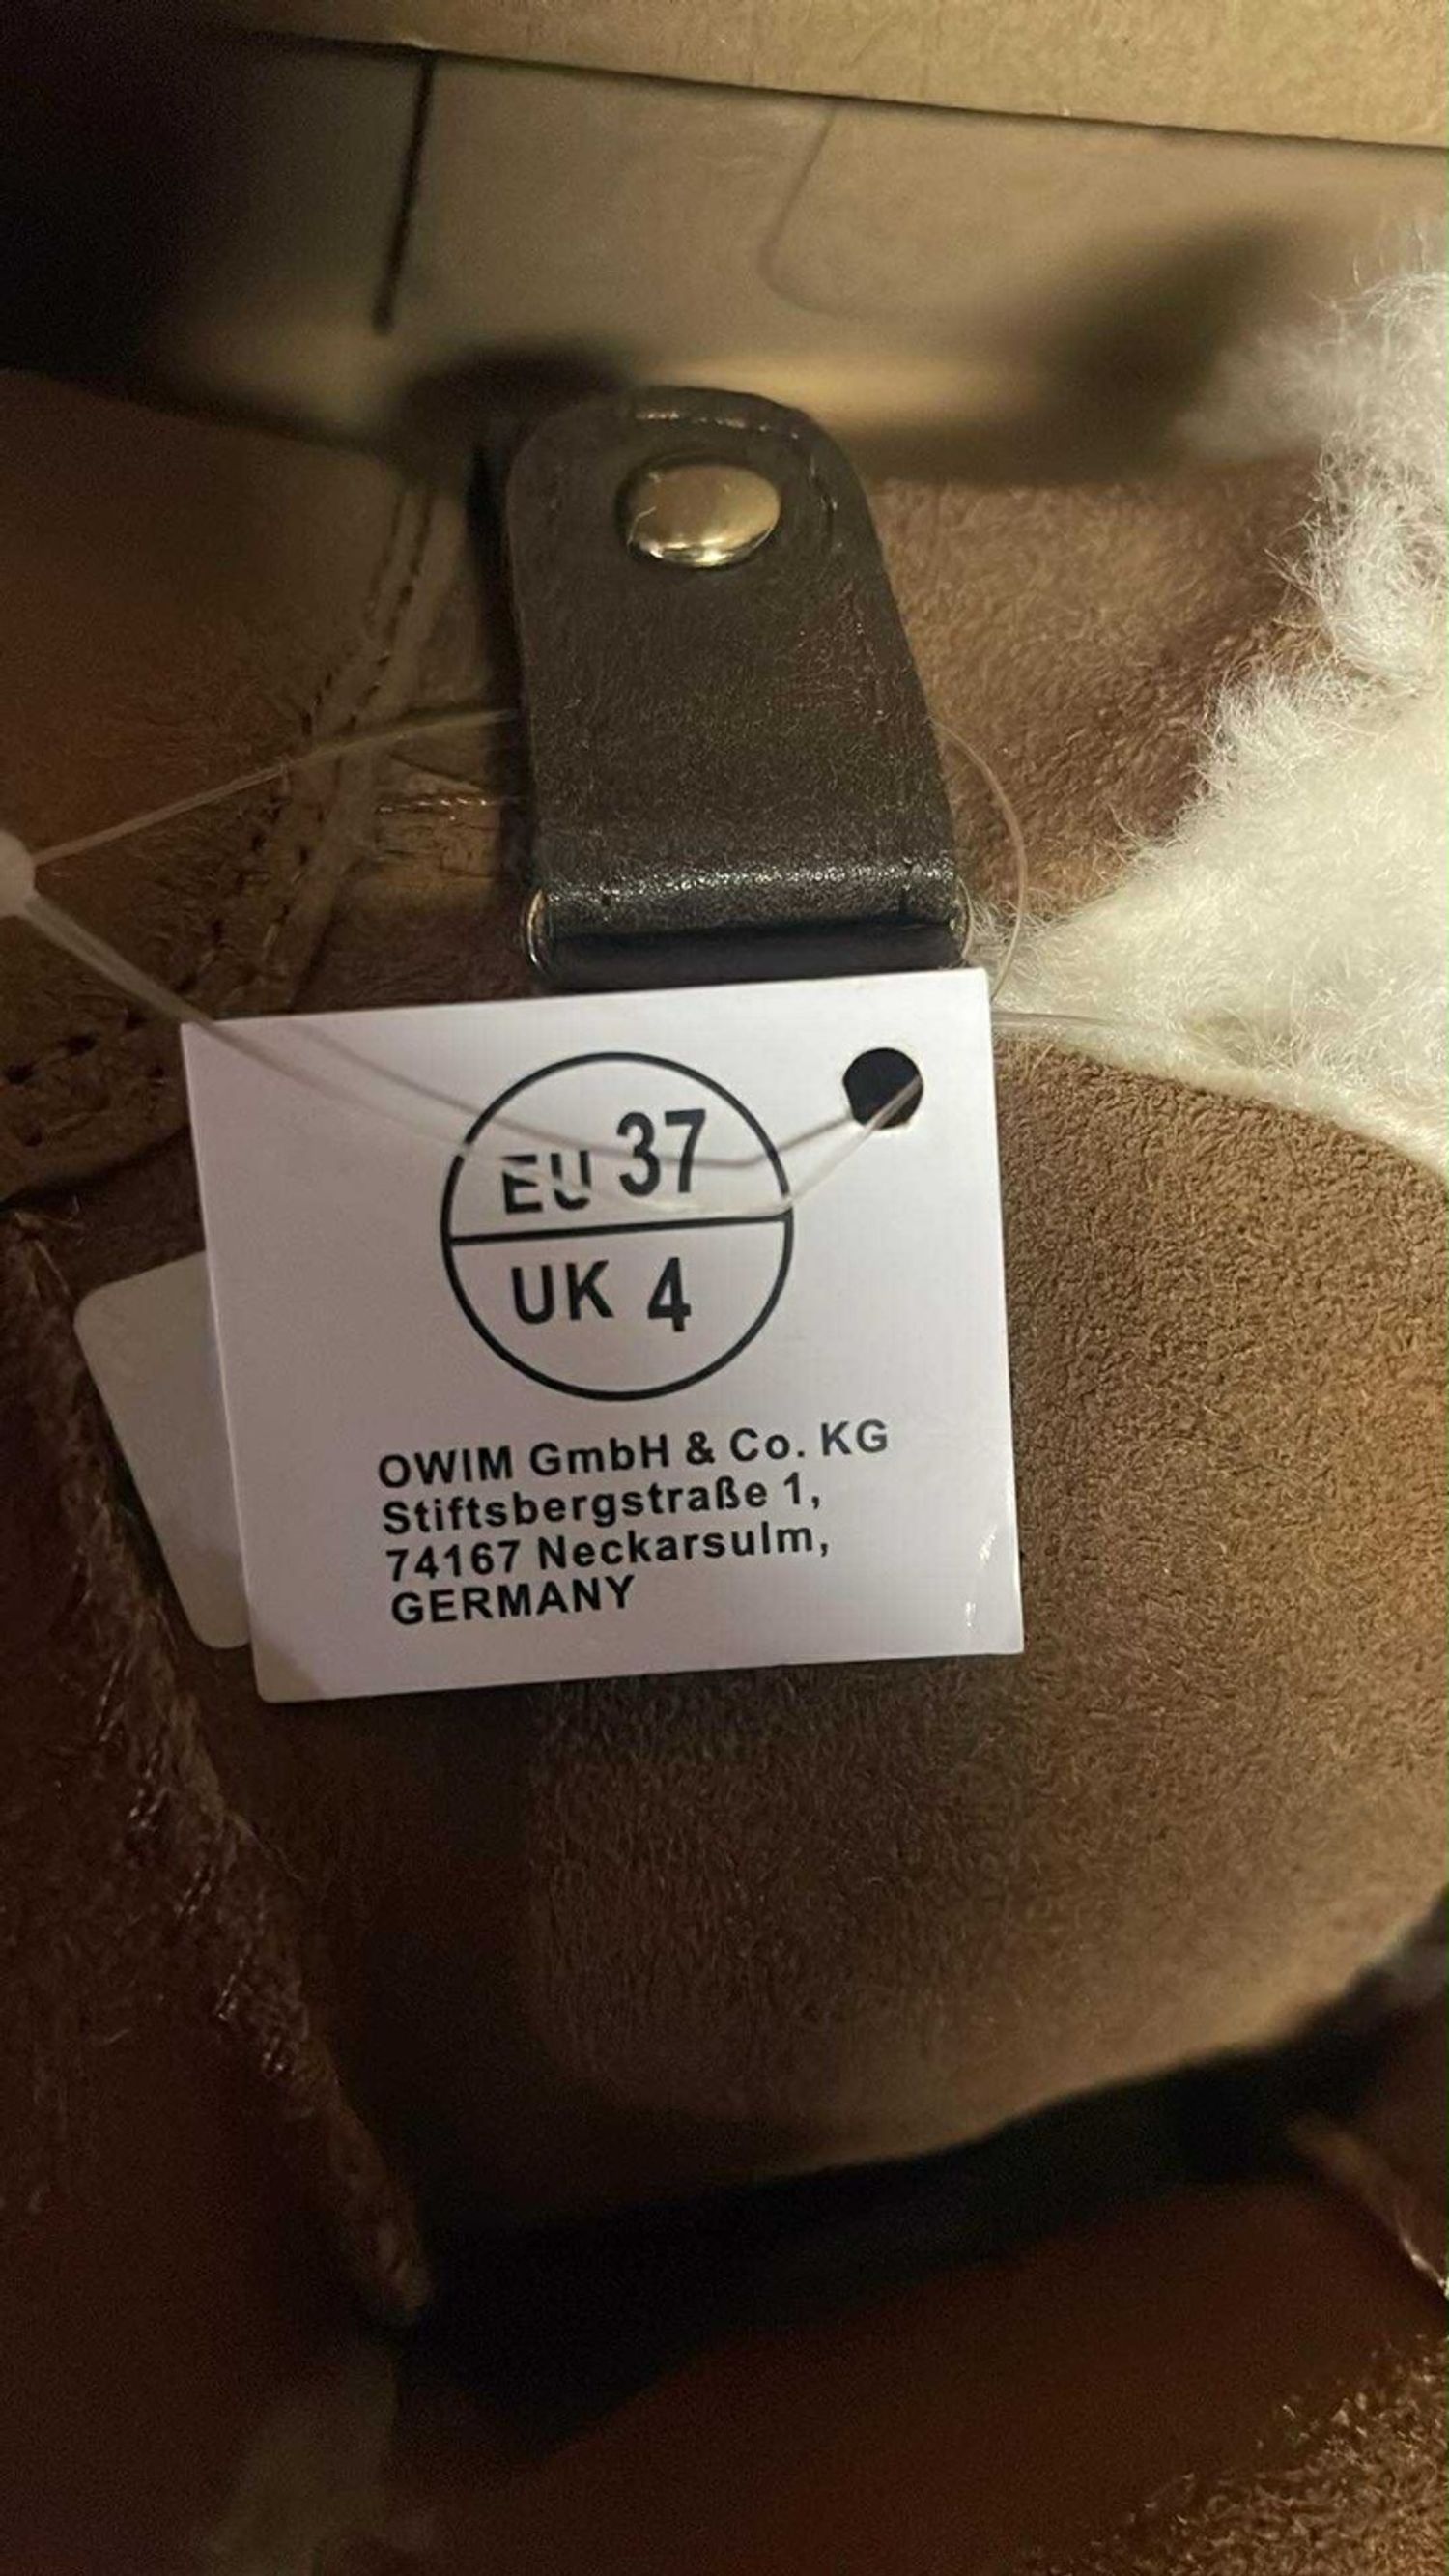 EU 37
UK 4
OWIM GmbH & Co. KG
Stiftsbergstraße 1,
74167 Neckarsulm,
GERMANY